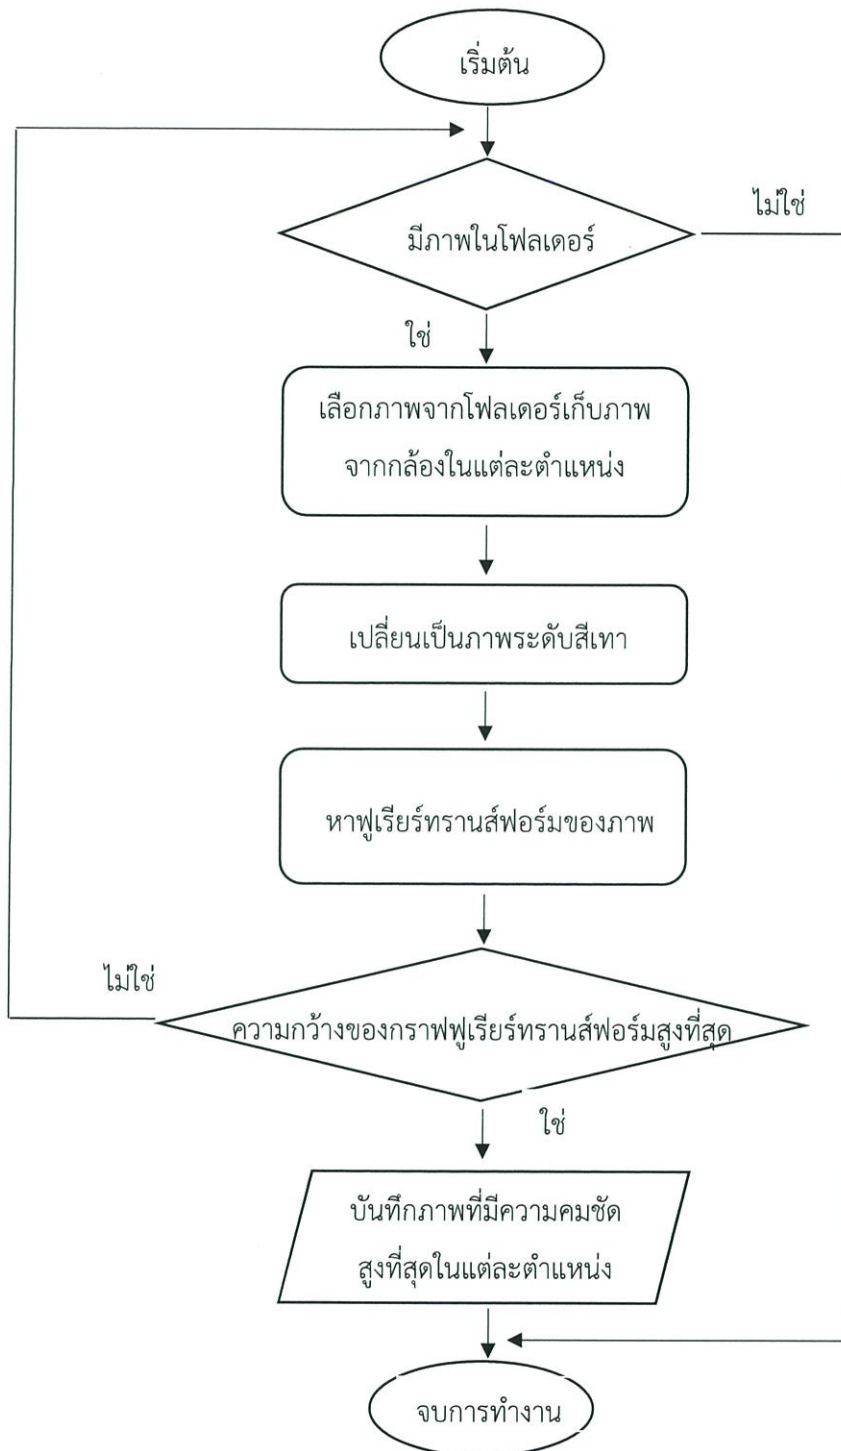 เริ่มต้น
มีภาพในโฟลเดอร์
ไม่ใช่
ใช่
เลือกภาพจากโฟลเดอร์เก็บภาพ
จากกล้องในแต่ละตำแหน่ง
เปลี่ยนเป็นภาพระดับสีเทา
หาฟูเรียร์ทรานส์ฟอร์มของภาพ
ไม่ใช่
ความกว้างของกราฟฟูเรียร์ทรานส์ฟอร์มสูงที่สุด
ใช่
บันทึกภาพที่มีความคมชัด
สูงที่สุดในแต่ละตำแหน่ง
จบการทำงาน